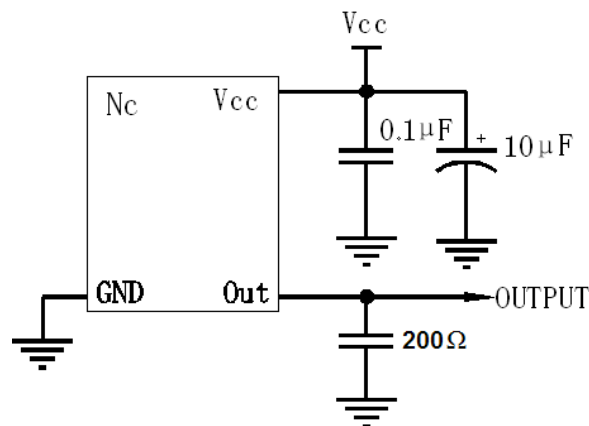 Vcc
Nc
Vcc
0.1μF
+
10μF
GND
Out
OUTPUT
200Ω